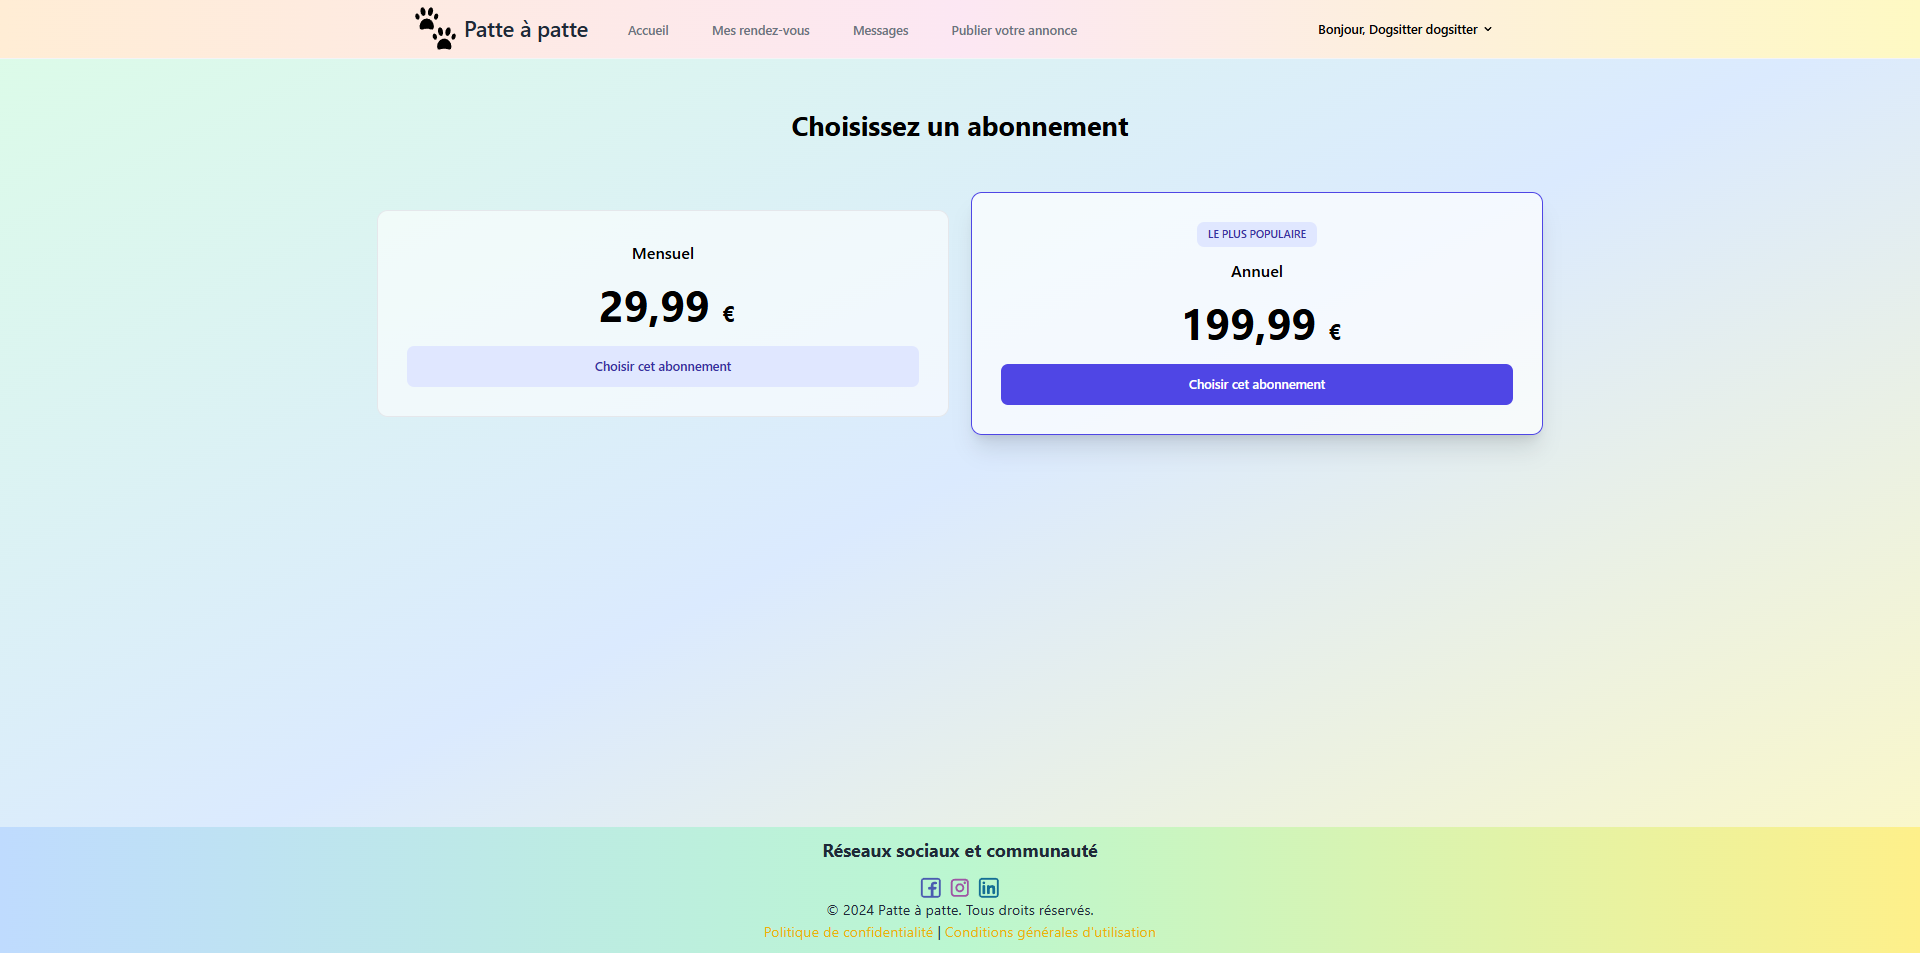 Patte à patte
Accueil
Mes rendez-vous
Messages
Publier votre annonce
Bonjour, Dogsitter dogsitter
Choisissez un abonnement
Mensuel
29,99 €
Choisir cet abonnement
LE PLUS POPULAIRE
Annuel
199,99 €
Choisir cet abonnement
Réseaux sociaux et communauté
© 2024 Patte à patte. Tous droits réservés.
Politique de confidentialité | Conditions générales d'utilisation